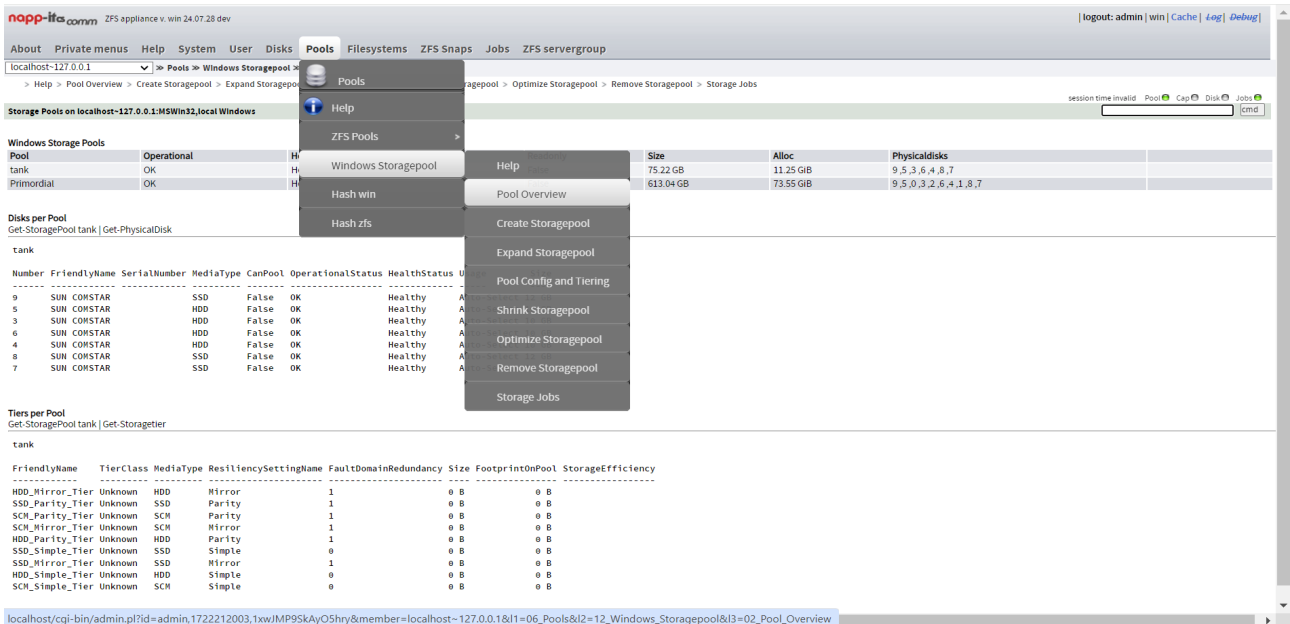 napp-it cs comm ZFS appliance v. win 24.07.28 dev
| logout: admin | win | Cache | Log | Debug |
About Private menus Help System User Disks Pools Filesystems ZFS Snaps Jobs ZFS servergroup
localhost~127.0.0.1 >> Pools >> Windows Storagepool >>
> Help > Pool Overview > Create Storagepool > Expand Storagepool > Optimize Storagepool > Remove Storagepool > Storage Jobs
session time invalid Pool Cap Disk Jobs
Storage Pools on localhost~127.0.0.1:MSWin32,local Windows cmd
Pools
Help
ZFS Pools >
Windows Storagepool
Hash win
Hash zfs
Help
Pool Overview
Create Storagepool
Expand Storagepool
Pool Config and Tiering
Shrink Storagepool
Optimize Storagepool
Remove Storagepool
Storage Jobs
Windows Storage Pools
Pool Operational Size Alloc Physicaldisks
tank OK 75.22 GB 11.25 GiB 9 ,5 ,3 ,6 ,4 ,8 ,7
Primordial OK 613.04 GB 73.55 GiB 9 ,5 ,0 ,3 ,2 ,6 ,4 ,1 ,8 ,7
Disks per Pool
Get-StoragePool tank | Get-PhysicalDisk
tank
Number FriendlyName SerialNumber MediaType CanPool OperationalStatus HealthStatus
------ ------------ ------------ --------- ------- ----------------- ------------
9 SUN COMSTAR SSD False OK Healthy
5 SUN COMSTAR HDD False OK Healthy
3 SUN COMSTAR HDD False OK Healthy
6 SUN COMSTAR HDD False OK Healthy
4 SUN COMSTAR HDD False OK Healthy
8 SUN COMSTAR SSD False OK Healthy
7 SUN COMSTAR SSD False OK Healthy
Tiers per Pool
Get-StoragePool tank | Get-Storagetier
tank
FriendlyName TierClass MediaType ResiliencySettingName FaultDomainRedundancy Size FootprintOnPool StorageEfficiency
------------ --------- --------- --------------------- --------------------- ---- --------------- -----------------
HDD_Mirror_Tier Unknown HDD Mirror 1 0 B 0 B
SSD_Parity_Tier Unknown SSD Parity 1 0 B 0 B
SCM_Parity_Tier Unknown SCM Parity 1 0 B 0 B
SCM_Mirror_Tier Unknown SCM Mirror 1 0 B 0 B
HDD_Parity_Tier Unknown HDD Parity 1 0 B 0 B
SSD_Simple_Tier Unknown SSD Simple 0 0 B 0 B
SSD_Mirror_Tier Unknown SSD Mirror 1 0 B 0 B
HDD_Simple_Tier Unknown HDD Simple 0 0 B 0 B
SCM_Simple_Tier Unknown SCM Simple 0 0 B 0 B
localhost/cgi-bin/admin.pl?id=admin,1722212003,1xwJMP9SkAyO5hry&member=localhost~127.0.0.1&l1=06_Pools&l2=12_Windows_Storagepool&l3=02_Pool_Overview